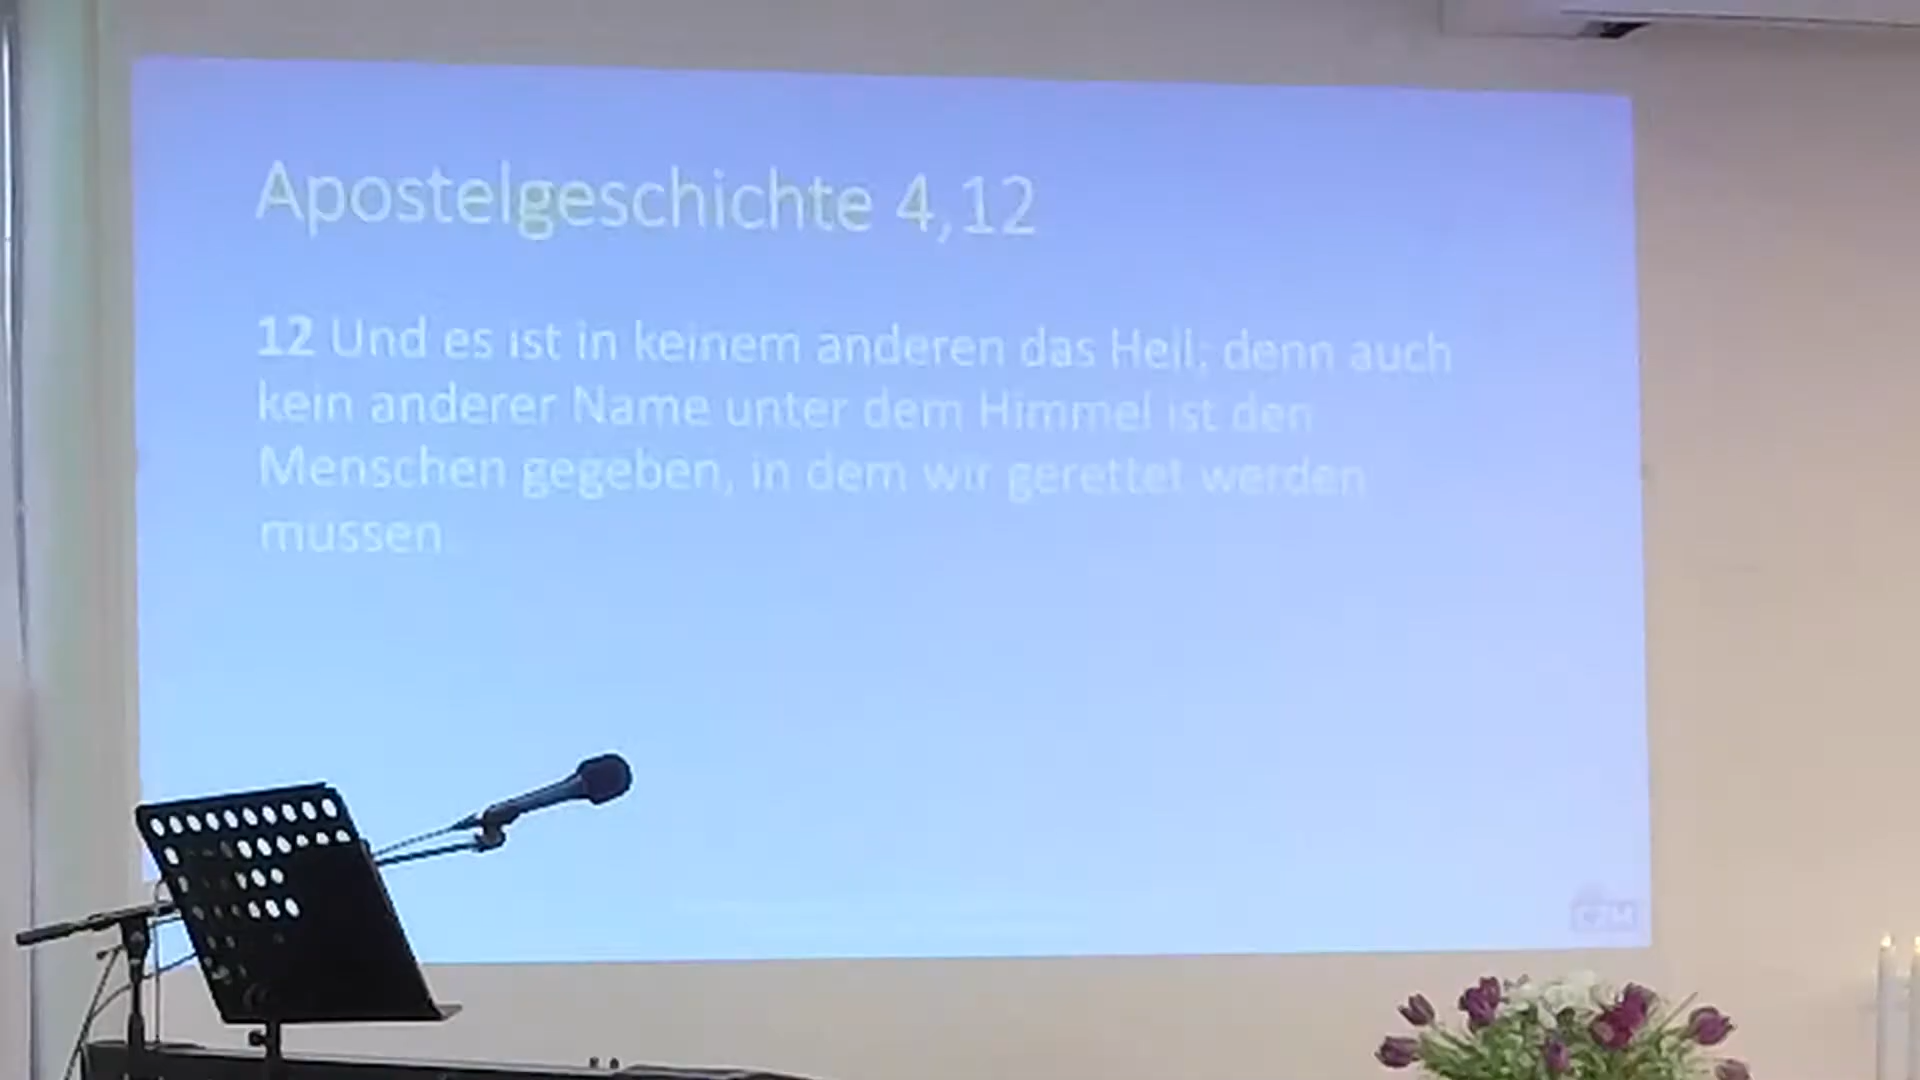 Apostelgeschichte 4,12
12 Und es ist in keinem anderen das Heil; denn auch
kein anderer Name unter dem Himmel ist den
Menschen gegeben, in dem wir gerettet werden
müssen